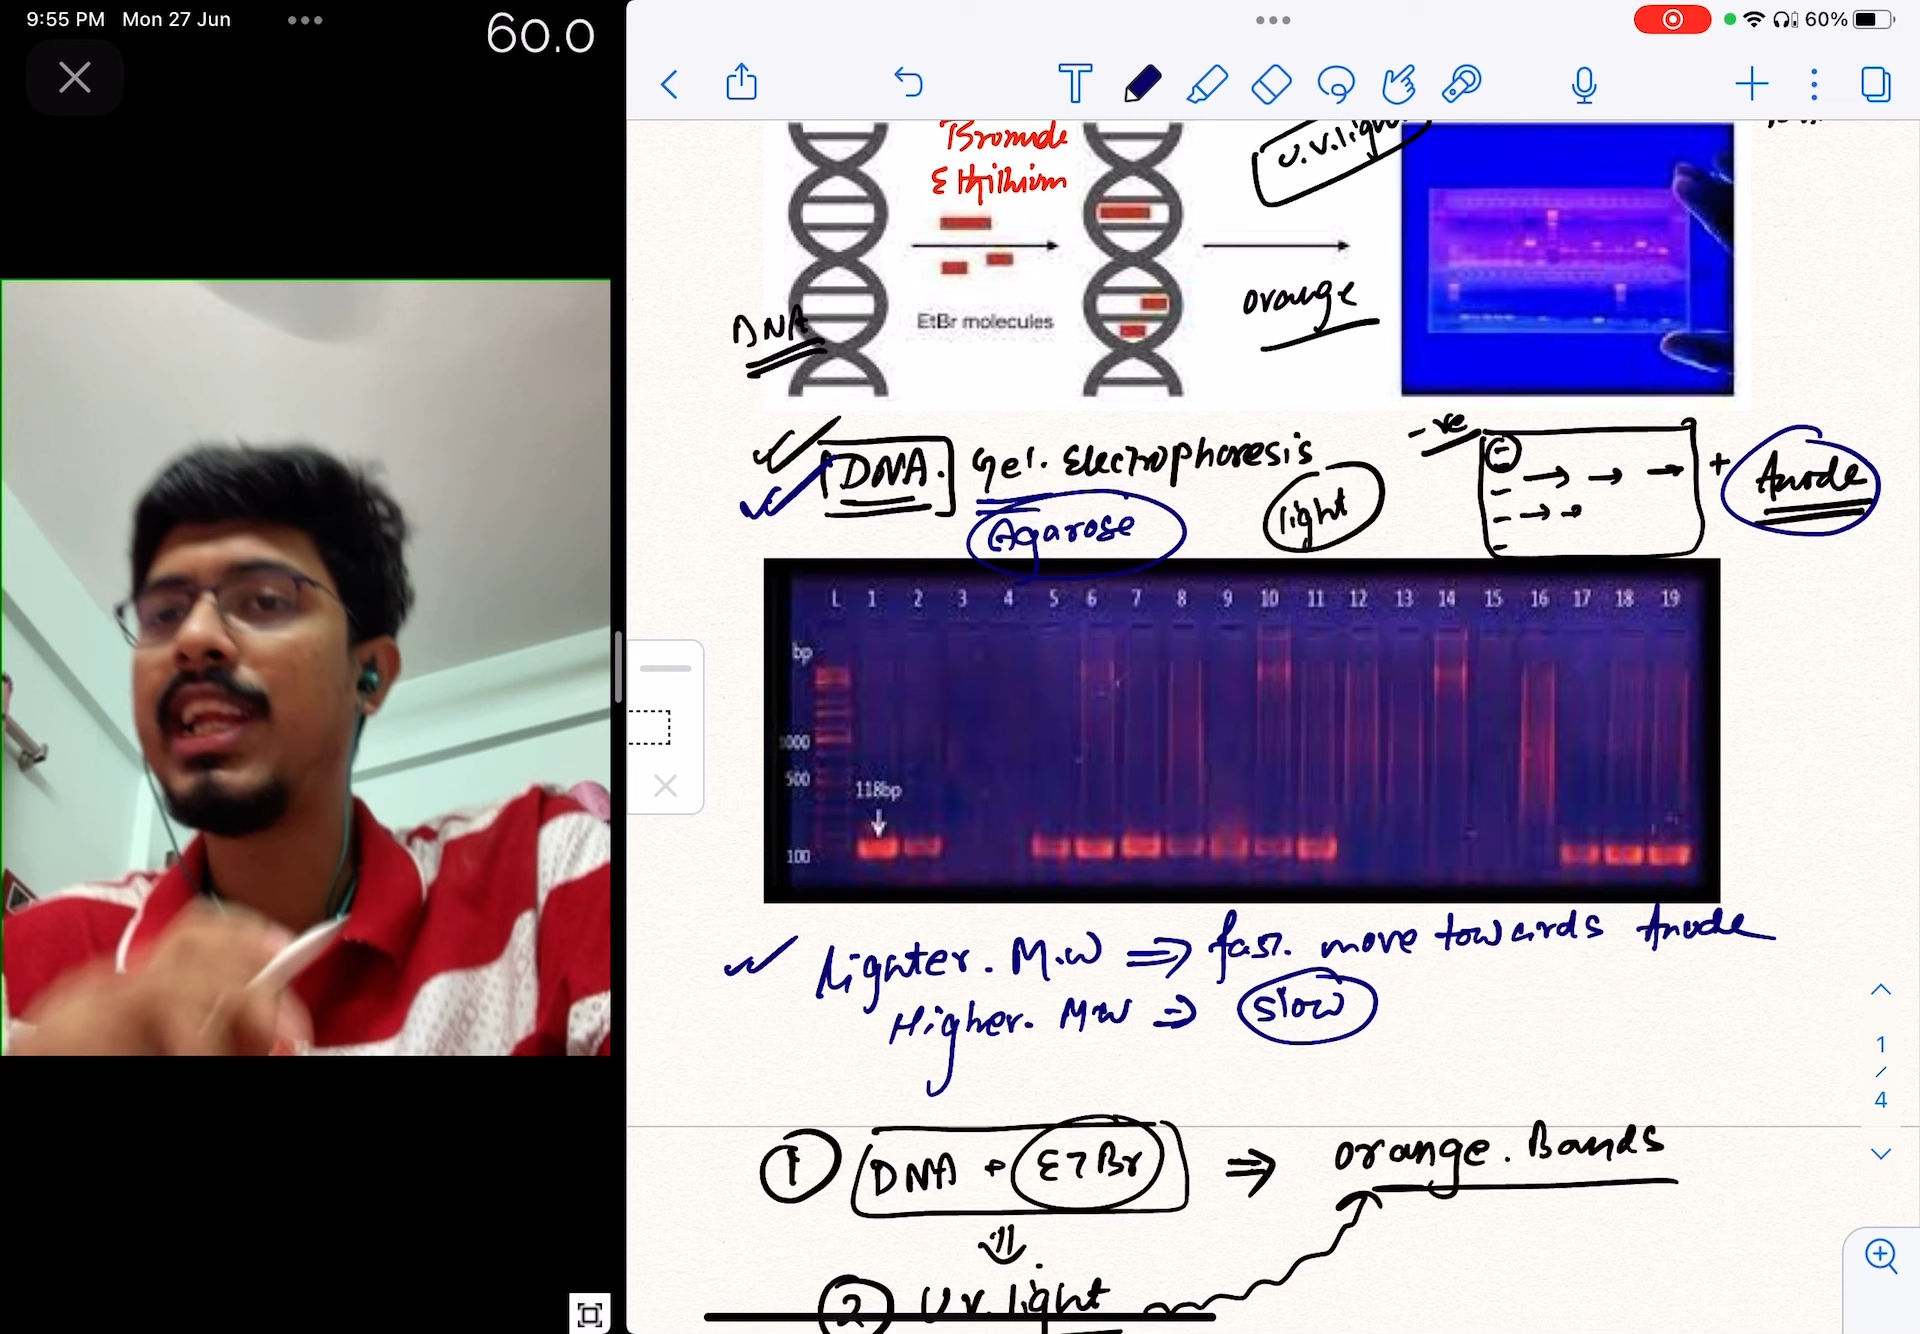 9:55 PM Mon 27 Jun
60.0
60%
Bromide
U.V.light
EtBr molecules
orange
DNA
DNA. Gel. Electrophoresis
Agarose
light
-ve
+ Anode
L 1 2 3 4 5 6 7 8 9 10 11 12 13 14 15 16 17 18 19
bp
500
118bp
100
Lighter. M.W ⇒ fast. move towards Anode
Higher. MW ⇒ slow
1 / 4
① DNA + ETBr ⇒ orange. Bands
② U.V. light